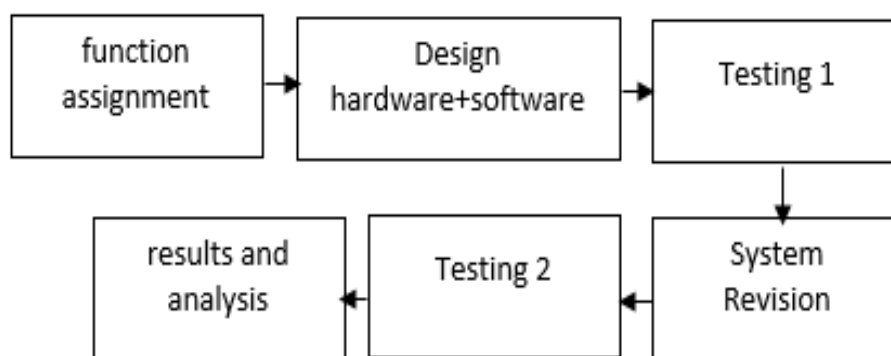 function
assignment
Design
hardware+software
Testing 1
System
Revision
Testing 2
results and
analysis